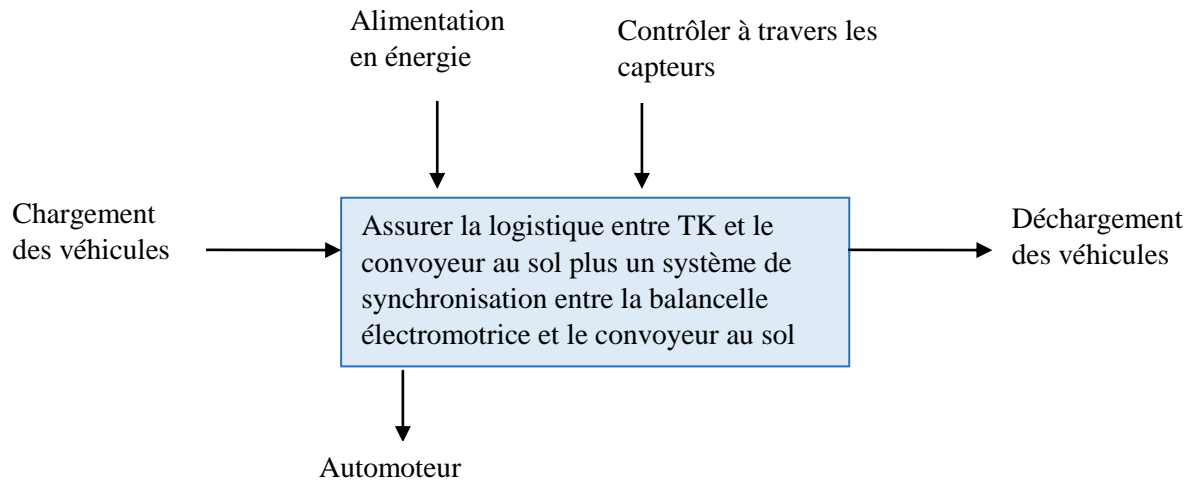 Alimentation
en énergie
Contrôler à travers les
capteurs
Chargement
des véhicules
Assurer la logistique entre TK et le
convoyeur au sol plus un système de
synchronisation entre la balancelle
électromotrice et le convoyeur au sol
Déchargement
des véhicules
Automoteur